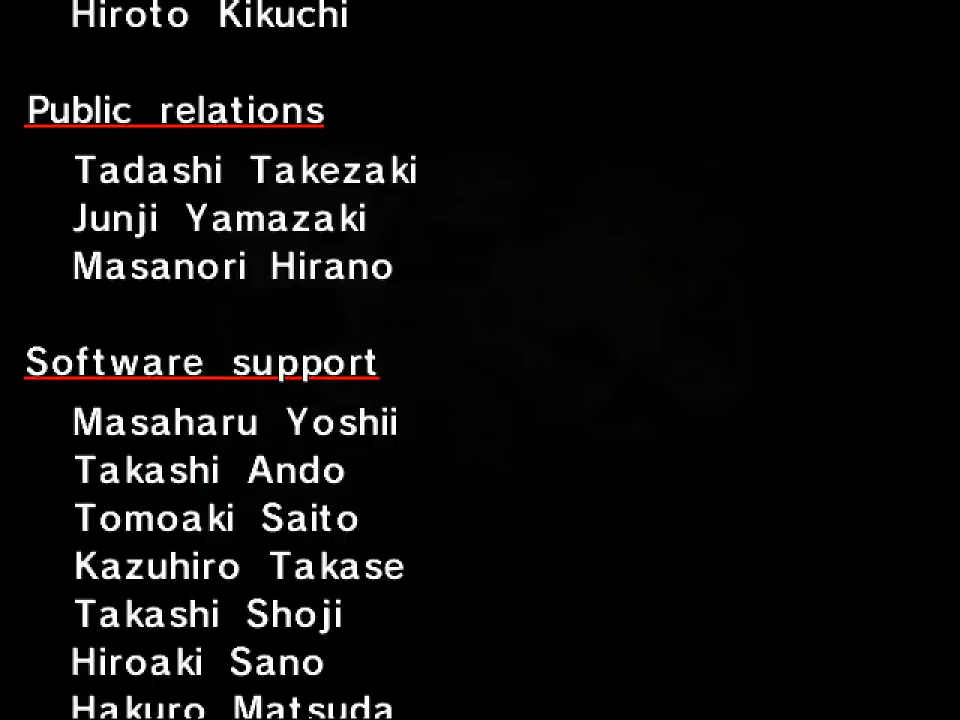 Hiroto Kikuchi
Public relations
Tadashi Takezaki
Junji Yamazaki
Masanori Hirano
Software support
Masaharu Yoshii
Takashi Ando
Tomoaki Saito
Kazuhiro Takase
Takashi Shoji
Hiroaki Sano
Hakuro Matsuda